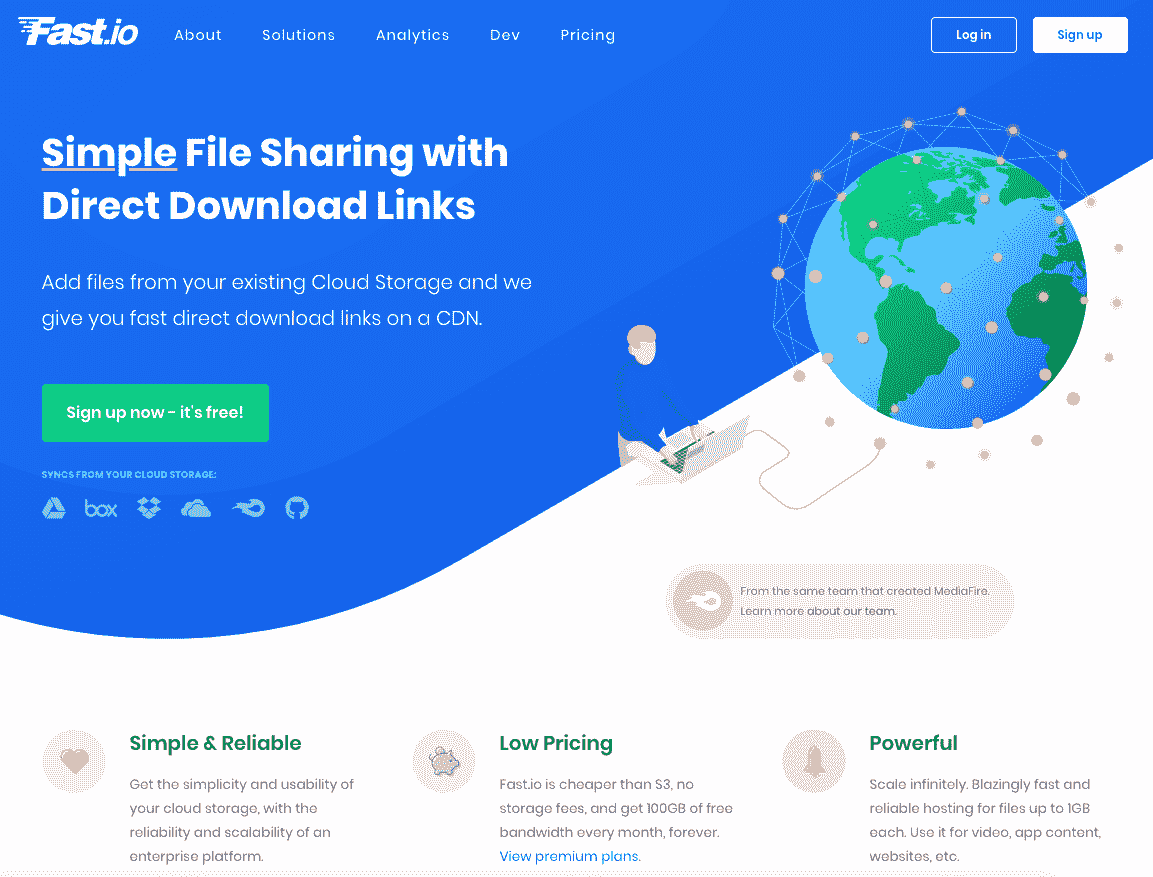 Fast.io
About
Solutions
Analytics
Dev
Pricing
Log in
Sign up
Simple File Sharing with
Direct Download Links
Add files from your existing Cloud Storage and we
give you fast direct download links on a CDN.
Sign up now - it's free!
SYNCS FROM YOUR CLOUD STORAGE:
box
From the same team that created MediaFire.
Learn more about our team.
Simple & Reliable
Get the simplicity and usability of
your cloud storage, with the
reliability and scalability of an
enterprise platform.
Low Pricing
Fast.io is cheaper than S3, no
storage fees, and get 100GB of free
bandwidth every month, forever.
View premium plans.
Powerful
Scale infinitely. Blazingly fast and
reliable hosting for files up to 1GB
each. Use it for video, app content,
websites, etc.